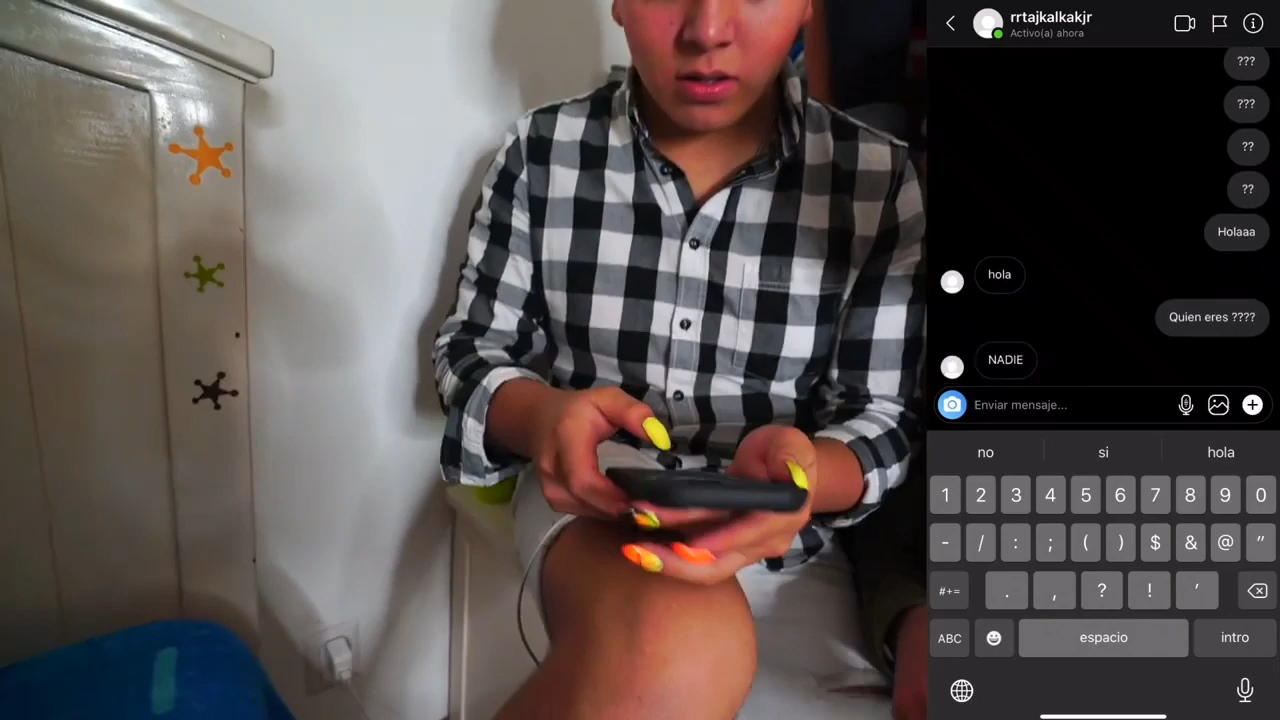 rrtajkalkakjr
Activo(a) ahora
???
???
??
??
Holaaa
hola
Quien eres ????
NADIE
Enviar mensaje...
no si hola
1 2 3 4 5 6 7 8 9 0
- / : ; ( ) $ & @ "
#+= . , ? ! '
ABC espacio intro